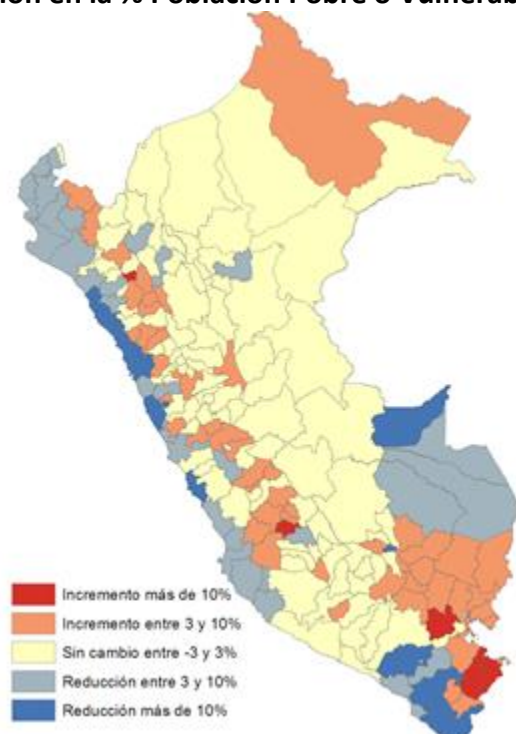 en la % Población Pobre o
Incremento más de 10%
Incremento entre 3 y 10%
Sin cambio entre -3 y 3%
Reducción entre 3 y 10%
Reducción más de 10%